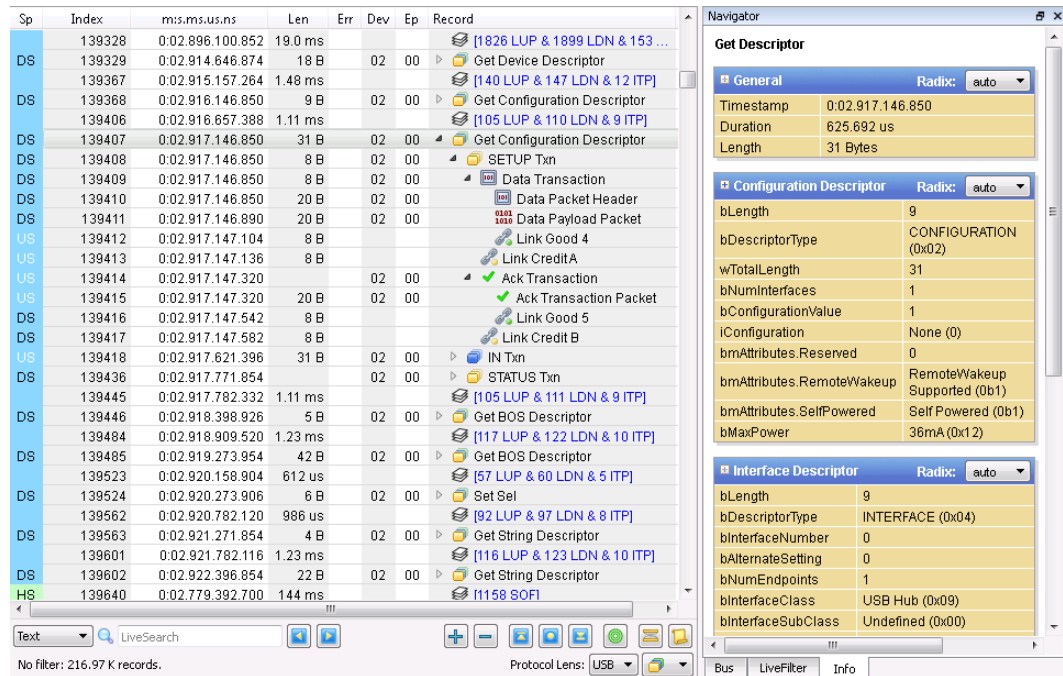 Sp Index m:s.ms.us.ns Len Err Dev Ep Record
139328 0:02.896.100.852 19.0 ms [1826 LUP & 1899 LDN & 153 ...
DS 139329 0:02.914.646.874 18 B 02 00 Get Device Descriptor
139367 0:02.915.157.264 1.48 ms [140 LUP & 147 LDN & 12 ITP]
DS 139368 0:02.916.146.850 9 B 02 00 Get Configuration Descriptor
139406 0:02.916.657.388 1.11 ms [105 LUP & 110 LDN & 9 ITP]
DS 139407 0:02.917.146.850 31 B 02 00 Get Configuration Descriptor
DS 139408 0:02.917.146.850 8 B 02 00 SETUP Txn
DS 139409 0:02.917.146.850 8 B 02 00 Data Transaction
DS 139410 0:02.917.146.850 20 B 02 00 Data Packet Header
DS 139411 0:02.917.146.890 20 B 02 00 Data Payload Packet
US 139412 0:02.917.147.104 8 B Link Good 4
US 139413 0:02.917.147.136 8 B Link Credit A
US 139414 0:02.917.147.320 02 00 Ack Transaction
US 139415 0:02.917.147.320 20 B 02 00 Ack Transaction Packet
DS 139416 0:02.917.147.542 8 B Link Good 5
DS 139417 0:02.917.147.582 8 B Link Credit B
US 139418 0:02.917.621.396 31 B 02 00 IN Txn
DS 139436 0:02.917.771.854 02 00 STATUS Txn
139445 0:02.917.782.332 1.11 ms [105 LUP & 111 LDN & 9 ITP]
DS 139446 0:02.918.398.926 5 B 02 00 Get BOS Descriptor
139484 0:02.918.909.520 1.23 ms [117 LUP & 122 LDN & 10 ITP]
DS 139485 0:02.919.273.954 42 B 02 00 Get BOS Descriptor
139523 0:02.920.158.904 612 us [57 LUP & 60 LDN & 5 ITP]
DS 139524 0:02.920.273.906 6 B 02 00 Set Sel
139562 0:02.920.782.120 986 us [92 LUP & 97 LDN & 8 ITP]
DS 139563 0:02.921.271.854 4 B 02 00 Get String Descriptor
139601 0:02.921.782.116 1.23 ms [116 LUP & 123 LDN & 10 ITP]
DS 139602 0:02.922.396.854 22 B 02 00 Get String Descriptor
HS 139640 0:02.779.392.700 144 ms [1158 SOF]
Text LiveSearch
No filter: 216.97 K records. Protocol Lens: USB
Navigator
Get Descriptor
General Radix: auto
Timestamp 0:02.917.146.850
Duration 625.692 us
Length 31 Bytes
Configuration Descriptor Radix: auto
bLength 9
bDescriptorType CONFIGURATION (0x02)
wTotalLength 31
bNumInterfaces 1
bConfigurationValue 1
iConfiguration None (0)
bmAttributes.Reserved 0
bmAttributes.RemoteWakeup RemoteWakeup Supported (0b1)
bmAttributes.SelfPowered Self Powered (0b1)
bMaxPower 36mA (0x12)
Interface Descriptor Radix: auto
bLength 9
bDescriptorType INTERFACE (0x04)
bInterfaceNumber 0
bAlternateSetting 0
bNumEndpoints 1
bInterfaceClass USB Hub (0x09)
bInterfaceSubClass Undefined (0x00)
Bus LiveFilter Info